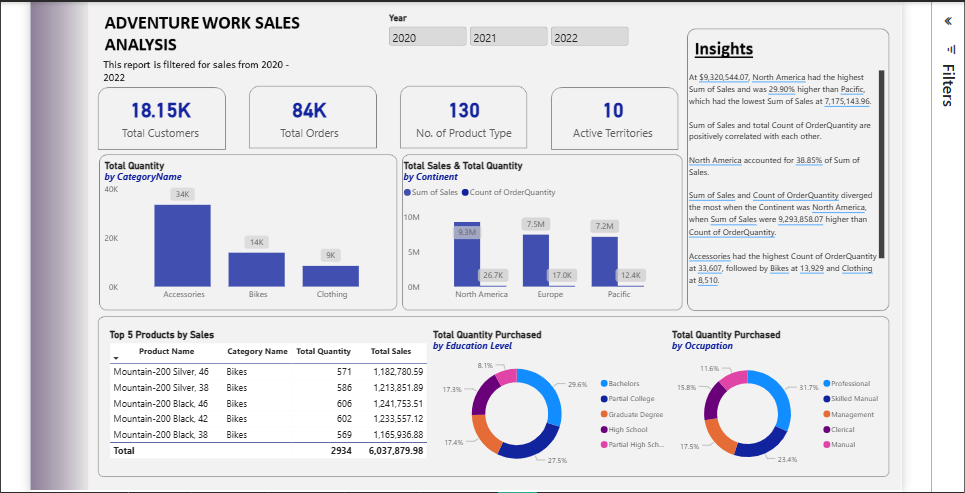 ADVENTURE WORK SALES
ANALYSIS
This report is filtered for sales from 2020 -
2022
Year
2020
2021
2022
18.15K
Total Customers
84K
Total Orders
130
No. of Product Type
10
Active Territories
Insights
At $9,320,544.07, North America had the highest
Sum of Sales and was 29.90% higher than Pacific,
which had the lowest Sum of Sales at 7,175,143.96.
Sum of Sales and total Count of OrderQuantity are
positively correlated with each other.
North America accounted for 38.85% of Sum of
Sales.
Sum of Sales and Count of OrderQuantity diverged
the most when the Continent was North America,
when Sum of Sales were 9,293,858.07 higher than
Count of OrderQuantity.
Accessories had the highest Count of OrderQuantity
at 33,607, followed by Bikes at 13,929 and Clothing
at 8,510.
Filters
Total Quantity
by CategoryName
40K
20K
0K
34K
14K
9K
Accessories
Bikes
Clothing
Total Sales & Total Quantity
by Continent
Sum of Sales
Count of OrderQuantity
10M
5M
0M
9.3M
26.7K
7.5M
17.0K
7.2M
12.4K
North America
Europe
Pacific
Top 5 Products by Sales
Product Name Category Name Total Quantity Total Sales
Mountain-200 Silver, 46 Bikes 571 1,182,780.59
Mountain-200 Silver, 38 Bikes 586 1,213,851.89
Mountain-200 Black, 46 Bikes 606 1,241,753.51
Mountain-200 Black, 42 Bikes 602 1,233,557.12
Mountain-200 Black, 38 Bikes 569 1,165,936.88
Total 2934 6,037,879.98
Total Quantity Purchased
by Education Level
8.1%
17.3%
17.4%
29.6%
27.5%
Bachelors
Partial College
Graduate Degree
High School
Partial High Sch...
Total Quantity Purchased
by Occupation
11.6%
15.8%
17.5%
31.7%
23.4%
Professional
Skilled Manual
Management
Clerical
Manual